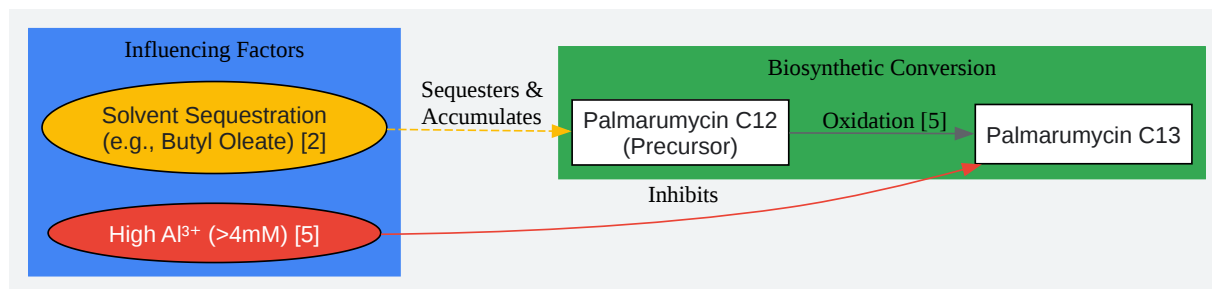 Influencing Factors
Solvent Sequestration
(e.g., Butyl Oleate) [2]
High Al³⁺ (>4mM) [5]
Sequesters &
Accumulates
Inhibits
Biosynthetic Conversion
Palmarumycin C12
(Precursor)
Oxidation [5]
Palmarumycin C13